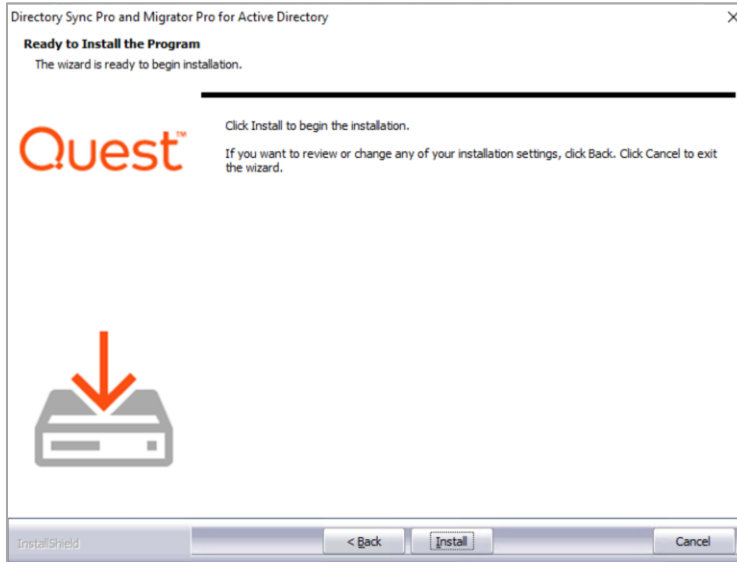 Directory Sync Pro and Migrator Pro for Active Directory
Ready to Install the Program
The wizard is ready to begin installation.
Quest™
Click Install to begin the installation.
If you want to review or change any of your installation settings, click Back. Click Cancel to exit
the wizard.
InstallShield
< Back
Install
Cancel